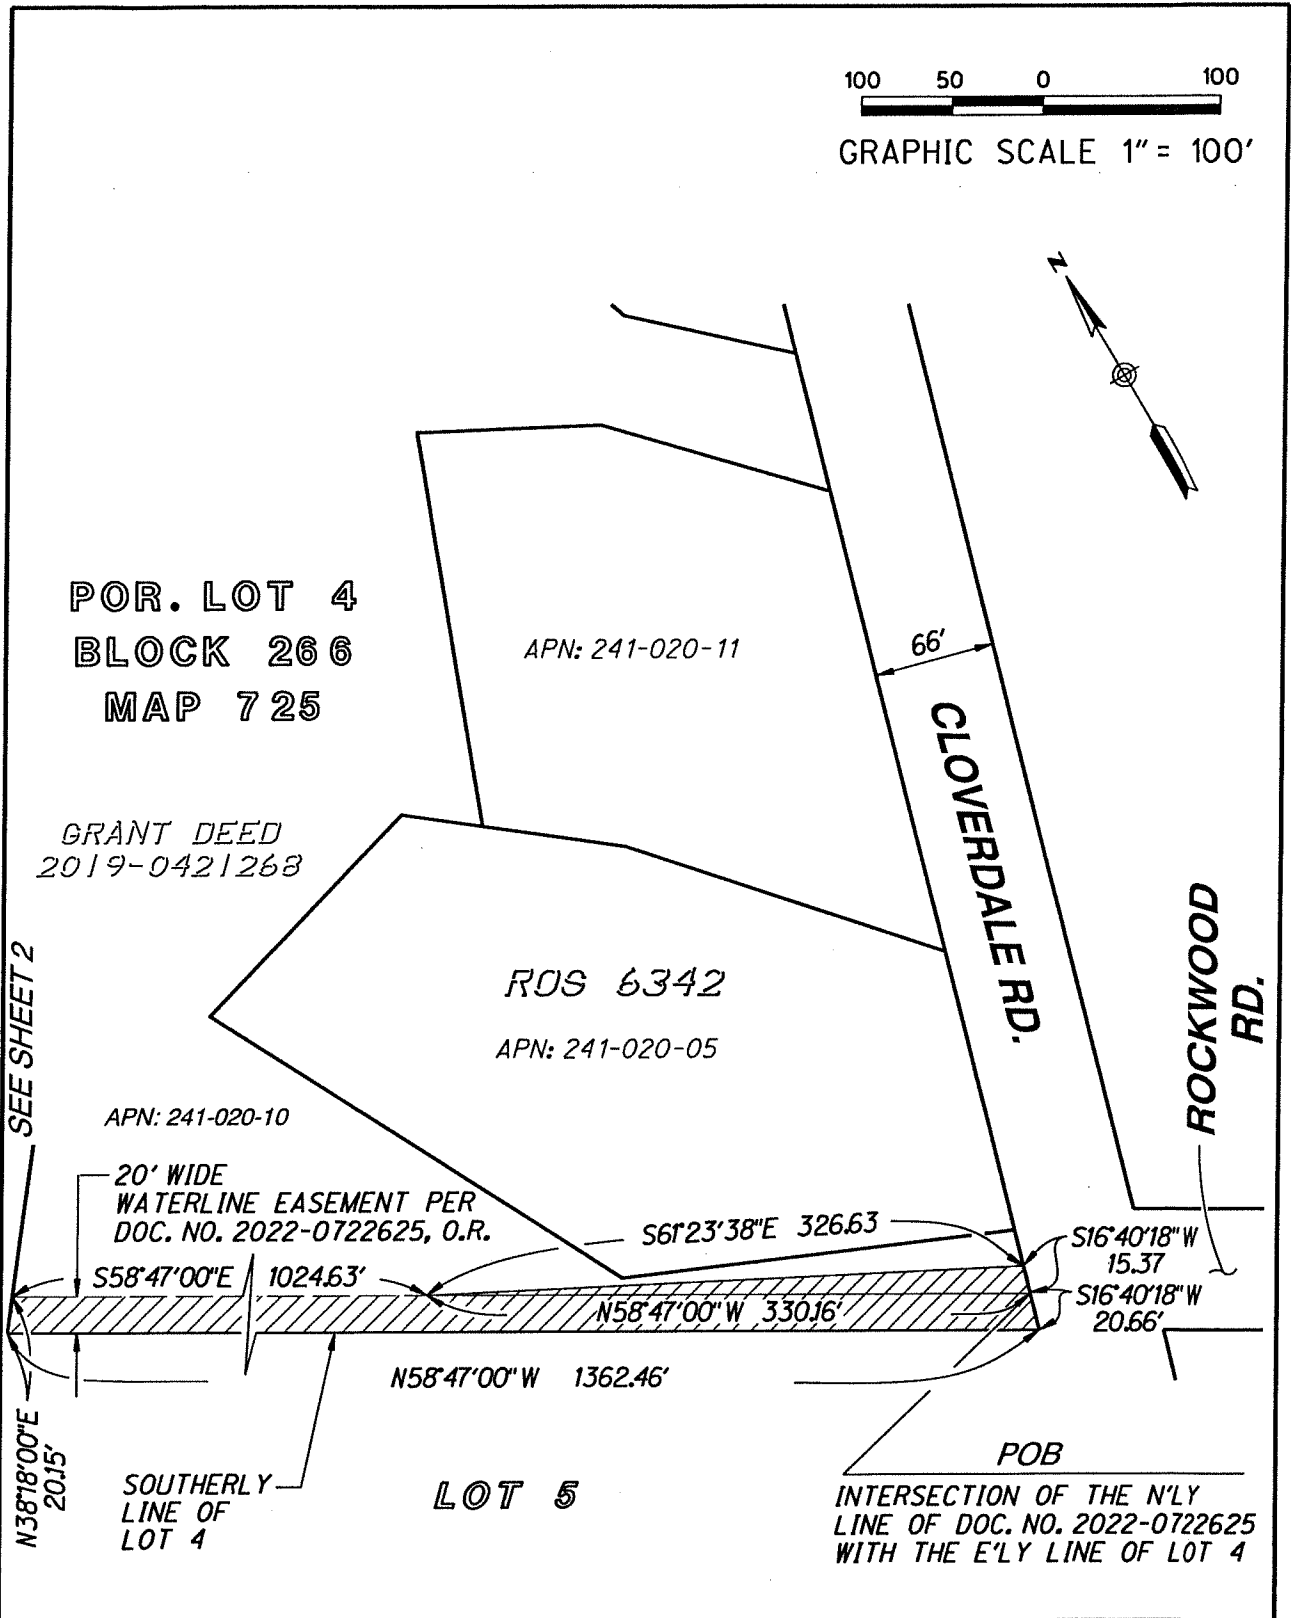 100 50 0 100
GRAPHIC SCALE 1" = 100'
N
POR. LOT 4
BLOCK 266
MAP 725
APN: 241-020-11
66'
CLOVERDALE RD.
GRANT DEED
2019-0421268
ROS 6342
APN: 241-020-05
ROCKWOOD
RD.
SEE SHEET 2
APN: 241-020-10
20' WIDE
WATERLINE EASEMENT PER
DOC. NO. 2022-0722625, O.R.
S61°23'38"E 326.63
S16°40'18"W
15.37
S58°47'00"E 1024.63'
N58°47'00"W 330.16'
S16°40'18"W
20.66'
N58°47'00"W 1362.46'
N38°18'00"E
20.15'
SOUTHERLY
LINE OF
LOT 4
LOT 5
POB
INTERSECTION OF THE N'LY
LINE OF DOC. NO. 2022-0722625
WITH THE E'LY LINE OF LOT 4